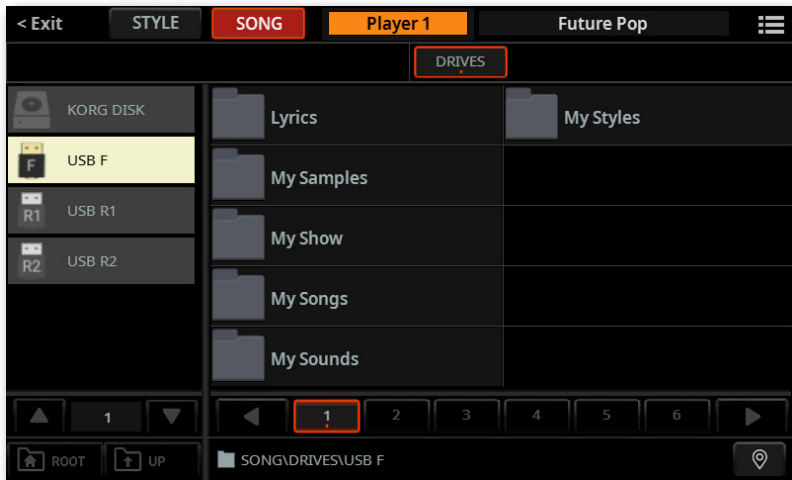 < Exit STYLE SONG Player 1 Future Pop
DRIVES
KORG DISK
F USB F
R1 USB R1
R2 USB R2
Lyrics My Styles
My Samples
My Show
My Songs
My Sounds
1 1 2 3 4 5 6
ROOT UP SONG\DRIVES\USB F